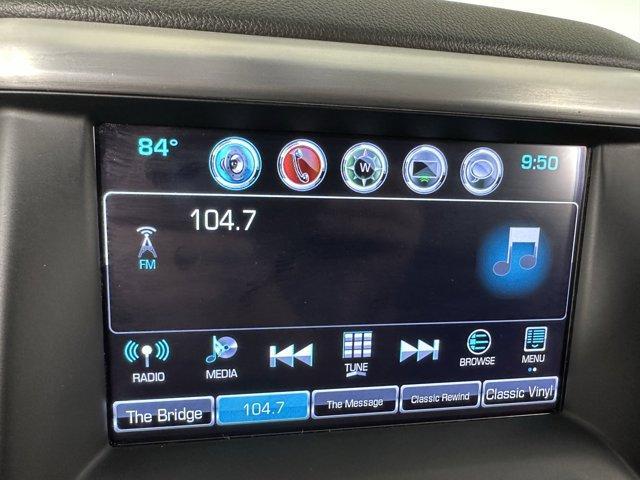 84°
W
9:50
104.7
FM
RADIO
MEDIA
TUNE
BROWSE
MENU
The Bridge
104.7
The Message
Classic Rewind
Classic Vinyl